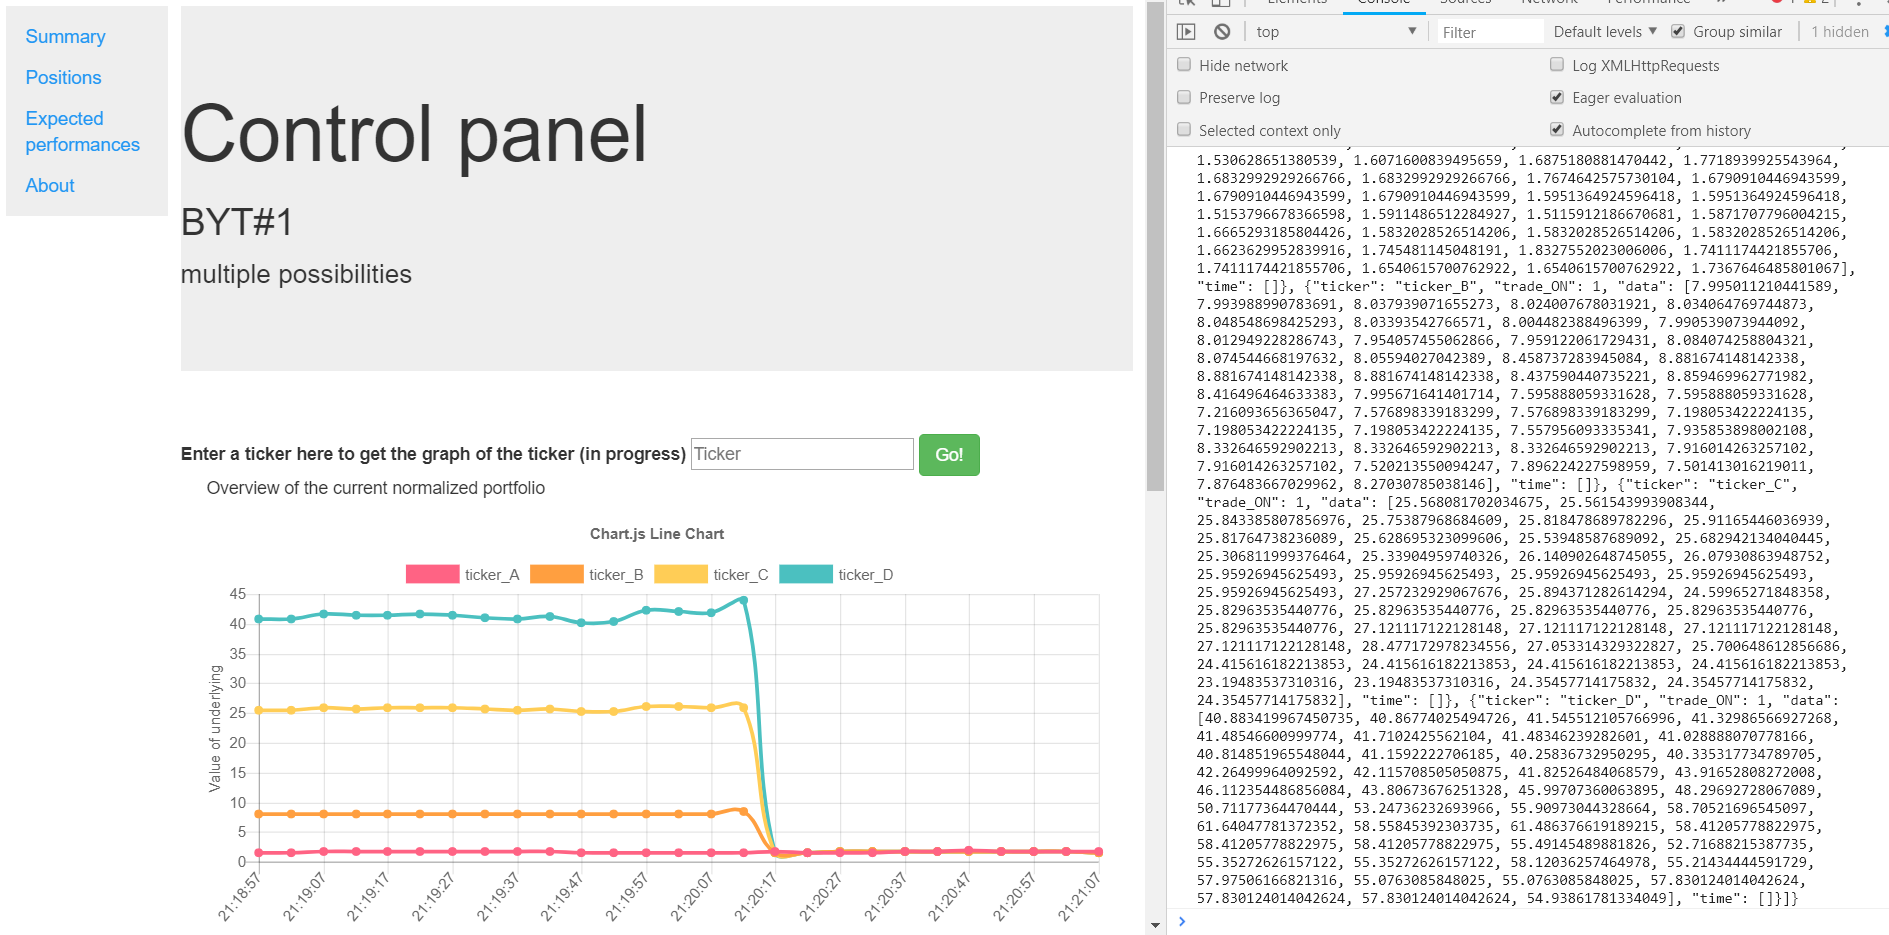 Summary
Positions
Expected
performances
About
Control panel
BYT#1
multiple possibilities
Enter a ticker here to get the graph of the ticker (in progress) Ticker Go!
Overview of the current normalized portfolio
Chart.js Line Chart
ticker_A ticker_B ticker_C ticker_D
Value of underlying
45
40
35
30
25
20
15
10
5
0
21:18:57 21:19:07 21:19:17 21:19:27 21:19:37 21:19:47 21:19:57 21:20:07 21:20:17 21:20:27 21:20:37 21:20:47 21:20:57 21:21:07
Elements Console Sources Network Performance
top Filter Default levels Group similar 1 hidden
Hide network Log XMLHttpRequests
Preserve log Eager evaluation
Selected context only Autocomplete from history
1.530628651380539, 1.6071600839495659, 1.6875180881470442, 1.7718939925543964,
1.6832992929266766, 1.6832992929266766, 1.7674642575730104, 1.6790910446943599,
1.6790910446943599, 1.6790910446943599, 1.5951364924596418, 1.5951364924596418,
1.5153796678366598, 1.5911486512284927, 1.5115912186670681, 1.5871707796004215,
1.6665293185804426, 1.5832028526514206, 1.5832028526514206, 1.5832028526514206,
1.6623629952839916, 1.745481145048191, 1.8327552023006006, 1.7411174421855706,
1.7411174421855706, 1.6540615700762922, 1.6540615700762922, 1.7367646485801067],
"time": []}, {"ticker": "ticker_B", "trade_ON": 1, "data": [7.995011210441589,
7.993988990783691, 8.037939071655273, 8.024007678031921, 8.034064769744873,
8.048548698425293, 8.03393542766571, 8.004482388496399, 7.990539073944092,
8.012949228286743, 7.954057455062866, 7.959122061729431, 8.084074258804321,
8.074544668197632, 8.05594027042389, 8.458737283945084, 8.881674148142338,
8.881674148142338, 8.881674148142338, 8.437590440735221, 8.859469962771982,
8.416496464633383, 7.995671641401714, 7.595888059331628, 7.595888059331628,
7.216093656365047, 7.576898339183299, 7.576898339183299, 7.198053422224135,
7.198053422224135, 7.198053422224135, 7.557956093335341, 7.935853898002108,
8.332646592902213, 8.332646592902213, 8.332646592902213, 7.916014263257102,
7.916014263257102, 7.520213550094247, 7.896224227598959, 7.501413016219011,
7.876483667029962, 8.27030785038146], "time": []}, {"ticker": "ticker_C",
"trade_ON": 1, "data": [25.568081702034675, 25.561543993908344,
25.843385807856976, 25.75387968684609, 25.818478689782296, 25.91165446036939,
25.81764738236089, 25.628695323099606, 25.53948587689092, 25.682942134040445,
25.306811999376464, 25.33904959740326, 26.140902648745055, 26.07930863948752,
25.95926945625493, 25.95926945625493, 25.95926945625493, 25.95926945625493,
25.95926945625493, 27.257232929067676, 25.894371282614294, 24.59965271848358,
25.82963535440776, 25.82963535440776, 25.82963535440776, 25.82963535440776,
25.82963535440776, 27.121117122128148, 27.121117122128148, 27.121117122128148,
27.121117122128148, 28.477172978234556, 27.053314329322827, 25.700648612856686,
24.415616182213853, 24.415616182213853, 24.415616182213853, 24.415616182213853,
23.19483537310316, 23.19483537310316, 24.35457714175832, 24.35457714175832,
24.35457714175832], "time": []}, {"ticker": "ticker_D", "trade_ON": 1, "data":
[40.883419967450735, 40.86774025494726, 41.545512105766996, 41.32986566927268,
41.48546600999774, 41.7102425562104, 41.48346239282601, 41.028888070778166,
40.814851965548044, 41.1592222706185, 40.25836732950295, 40.335317734789705,
42.26499964092592, 42.115708505050875, 41.82526484068579, 43.91652808272008,
46.112354486856084, 43.80673676251328, 45.99707360063895, 48.29692728067089,
50.71177364470444, 53.24736232693966, 55.90973044328664, 58.70521696545097,
61.64047781372352, 58.55845392303735, 61.486376619189215, 58.41205778822975,
58.41205778822975, 58.41205778822975, 55.49145489881826, 52.71688215387735,
55.35272626157122, 55.35272626157122, 58.12036257464978, 55.21434444591729,
57.97506166821316, 55.0763085848025, 55.0763085848025, 57.830124014042624,
57.830124014042624, 57.830124014042624, 54.93861781334049], "time": []}]}